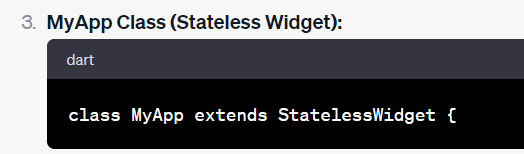 3. MyApp Class (Stateless Widget):
dart
class MyApp extends StatelessWidget {